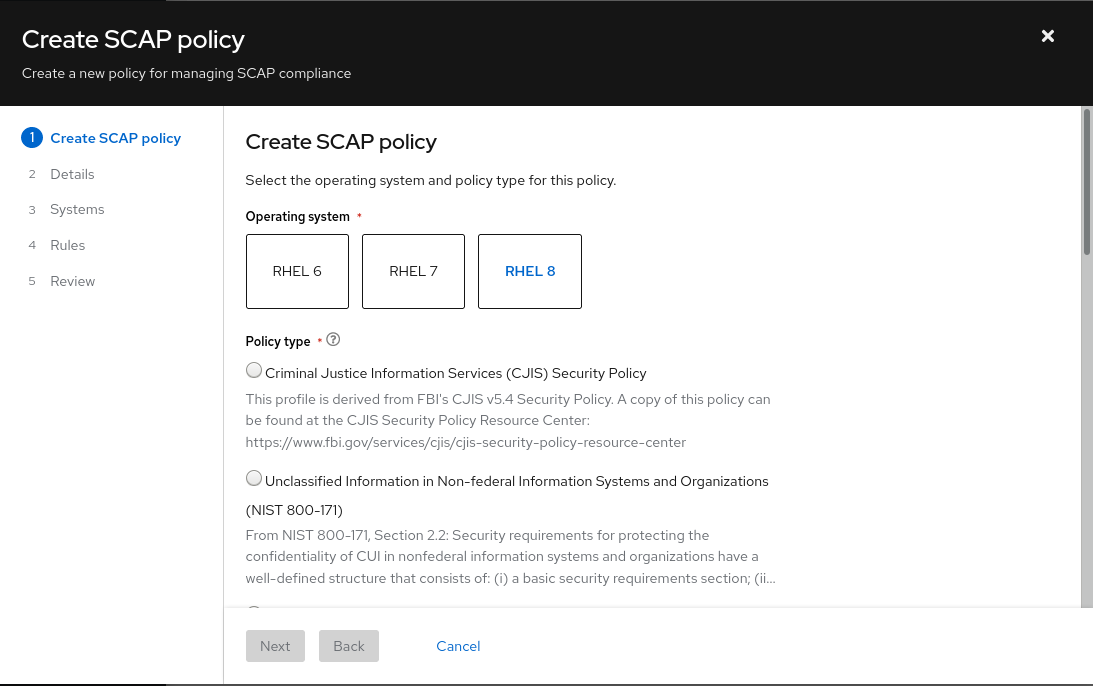 Create SCAP policy
Create a new policy for managing SCAP compliance
1 Create SCAP policy
2 Details
3 Systems
4 Rules
5 Review
Create SCAP policy
Select the operating system and policy type for this policy.
Operating system *
RHEL 6 RHEL 7 RHEL 8
Policy type * ?
Criminal Justice Information Services (CJIS) Security Policy
This profile is derived from FBI's CJIS v5.4 Security Policy. A copy of this policy can
be found at the CJIS Security Policy Resource Center:
https://www.fbi.gov/services/cjis/cjis-security-policy-resource-center
Unclassified Information in Non-federal Information Systems and Organizations
(NIST 800-171)
From NIST 800-171, Section 2.2: Security requirements for protecting the
confidentiality of CUI in nonfederal information systems and organizations have a
well-defined structure that consists of: (i) a basic security requirements section; (ii...
Next Back Cancel